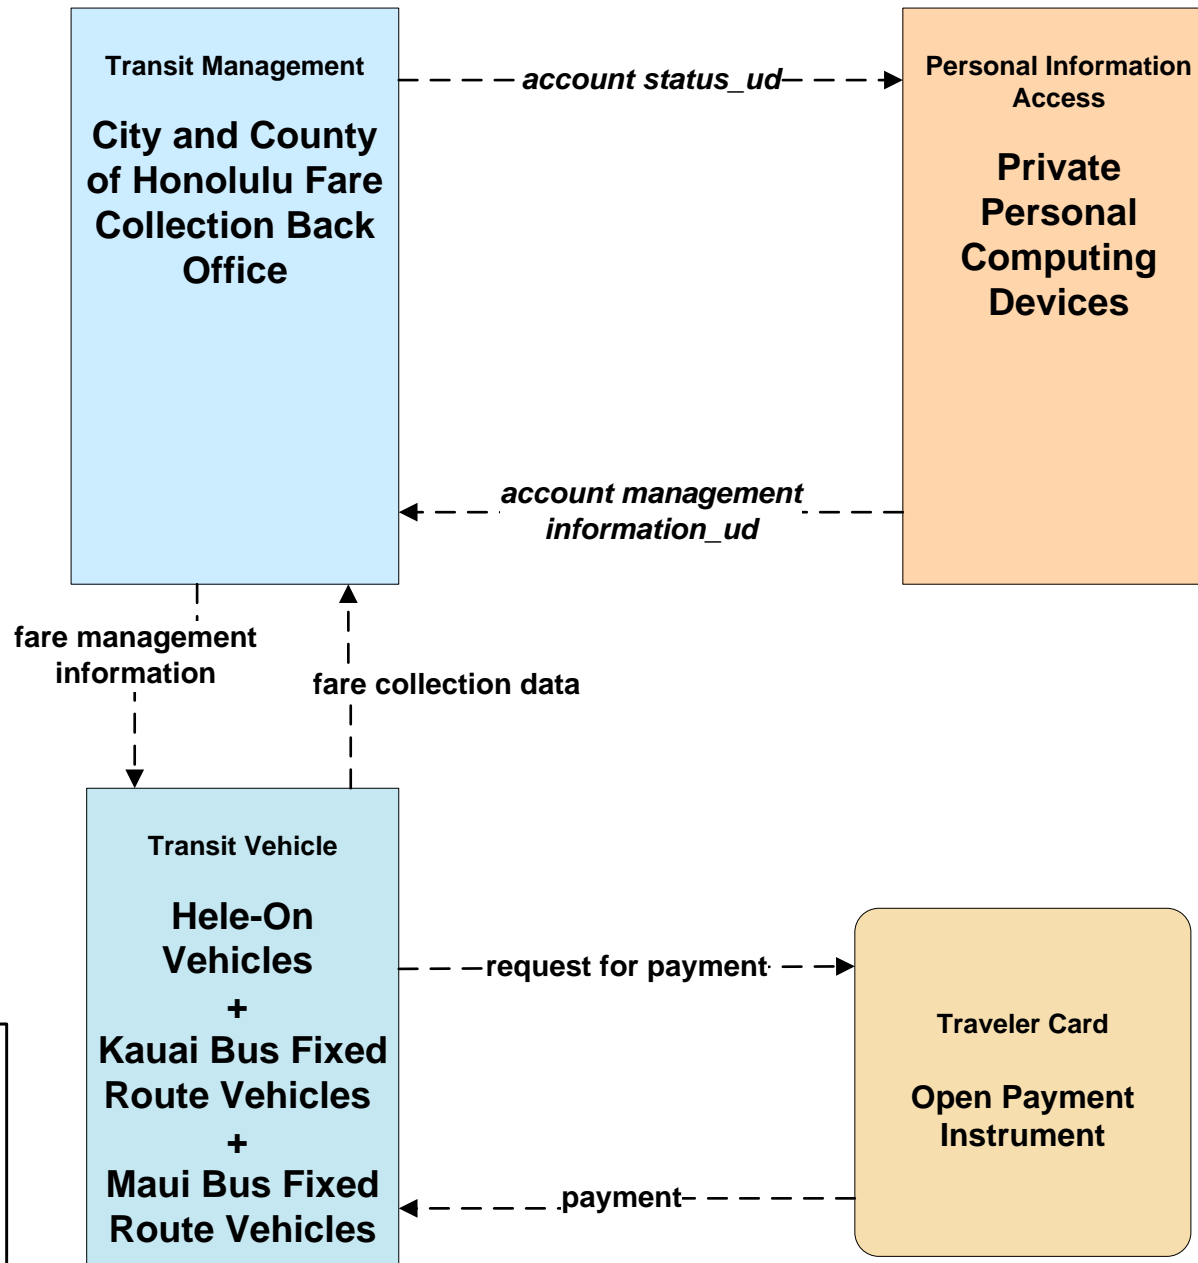 Transit Management
City and County
of Honolulu Fare
Collection Back
Office
account status_ud
Personal Information
Access
Private
Personal
Computing
Devices
account management
information_ud
fare management
information
fare collection data
Transit Vehicle
Hele-On
Vehicles
+
Kauai Bus Fixed
Route Vehicles
+
Maui Bus Fixed
Route Vehicles
request for payment
Traveler Card
Open Payment
Instrument
payment